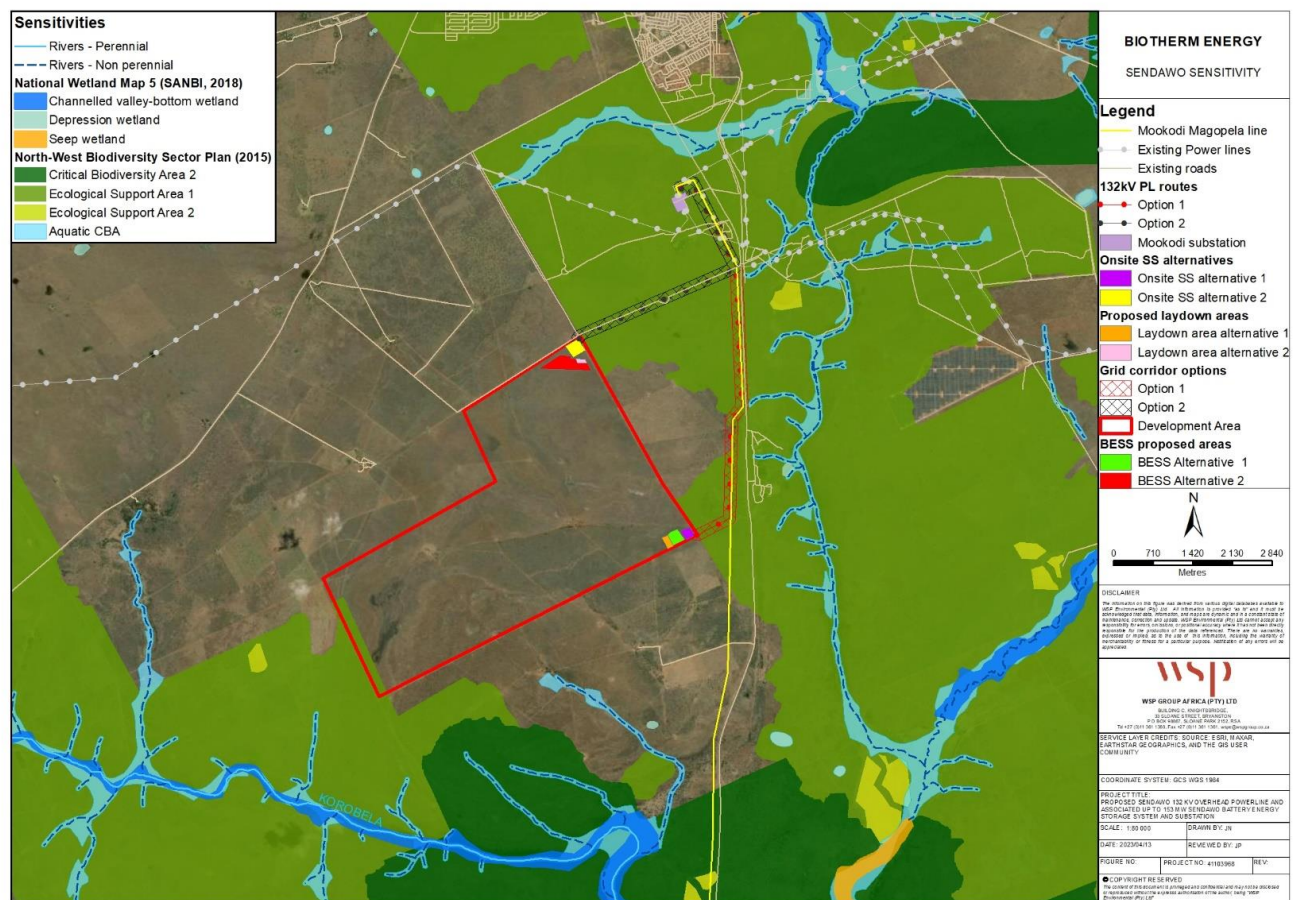 Sensitivities
Rivers - Perennial
Rivers - Non perennial
National Wetland Map 5 (SANBI, 2018)
Channelled valley-bottom wetland
Depression wetland
Seep wetland
North-West Biodiversity Sector Plan (2015)
Critical Biodiversity Area 2
Ecological Support Area 1
Ecological Support Area 2
Aquatic CBA
KOROBELA
BIOTHERM ENERGY
SENDAWO SENSITIVITY
Legend
Mookodi Magopela line
Existing Power lines
Existing roads
132kV PL routes
Option 1
Option 2
Mookodi substation
Onsite SS alternatives
Onsite SS alternative 1
Onsite SS alternative 2
Proposed laydown areas
Laydown area alternative 1
Laydown area alternative 2
Grid corridor options
Option 1
Option 2
Development Area
BESS proposed areas
BESS Alternative 1
BESS Alternative 2
N
0 710 1 420 2 130 2 840
Metres
DISCLAIMER
wsp
WSP GROUP AFRICA (PTY) LTD
SERVICE LAYER CREDITS: SOURCE: ESRI, MAXAR,
EARTHSTAR GEOGRAPHICS, AND THE GIS USER
COMMUNITY
COORDINATE SYSTEM: GCS WGS 1984
PROJECT TITLE:
PROPOSED SENDAWO 132 KV OVERHEAD POWERLINE AND
ASSOCIATED UP TO 153 MW SENDAWO BATTERY ENERGY
STORAGE SYSTEM AND SUBSTATION
SCALE: 1:80 000 DRAWN BY: JN
DATE: 2023/04/13 REVIEWED BY: JP
FIGURE NO: PROJECT NO: 41103968 REV:
COPYRIGHT RESERVED